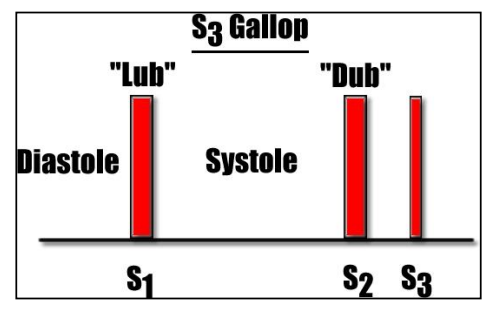 S3 Gallop
"Lub" "Dub"
Diastole Systole
S1 S2 S3